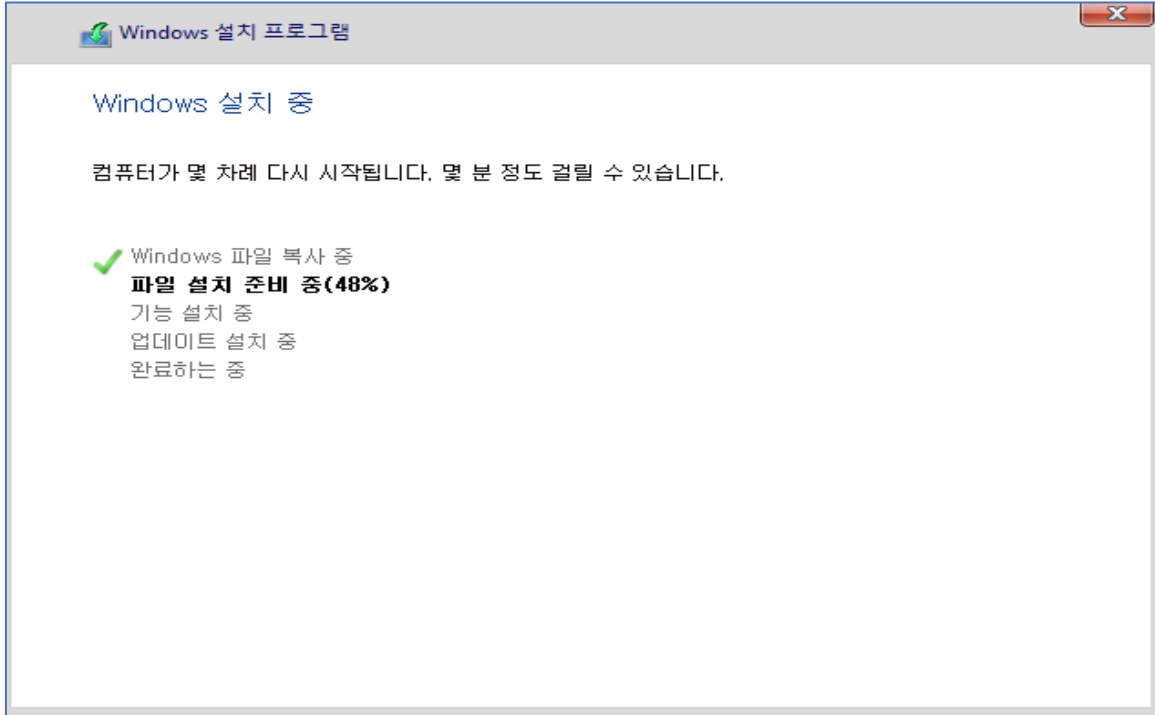 Windows 설치 프로그램
Windows 설치 중
컴퓨터가 몇 차례 다시 시작됩니다. 몇 분 정도 걸릴 수 있습니다.
Windows 파일 복사 중
파일 설치 준비 중(48%)
기능 설치 중
업데이트 설치 중
완료하는 중